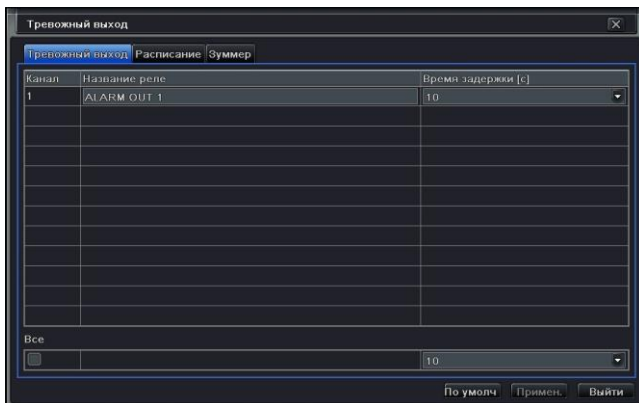 Тревожный выход
Тревожный выход Расписание Зуммер
Канал Название реле Время задержки [с]
1 ALARM OUT 1 10
Все
10
По умолч Примен. Выйти